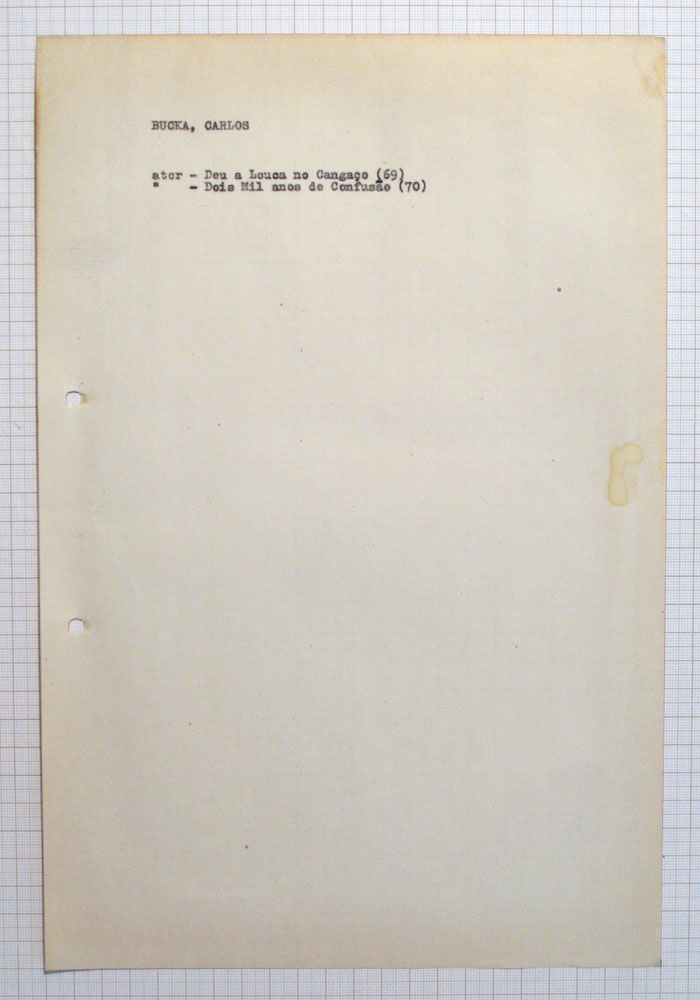 BUCKA, CARLOS
ator - Deu a Louca no Cangaço (69)
" - Dois Mil anos de Confusão (70)